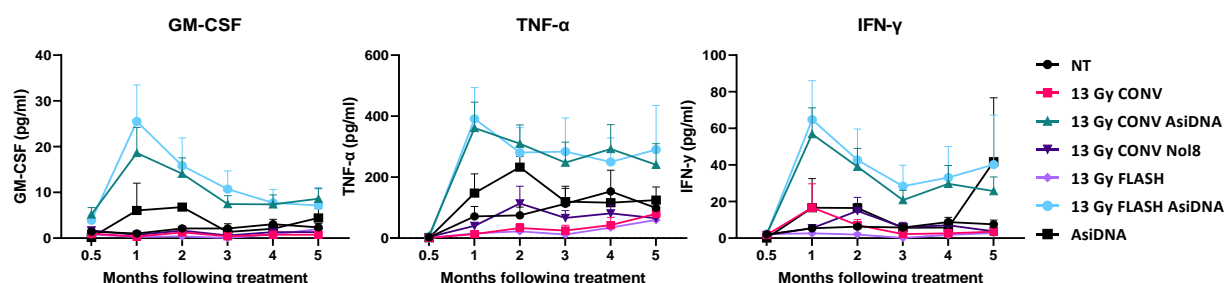 GM-CSF
GM-CSF (pg/ml)
40
30
20
10
0
0.5 1 2 3 4 5
Months following treatment
TNF-α
TNF-α (pg/ml)
600
400
200
0
0.5 1 2 3 4 5
Months following treatment
IFN-γ
IFN-y (pg/ml)
100
80
60
40
20
0
0.5 1 2 3 4 5
Months following treatment
NT
13 Gy CONV
13 Gy CONV AsiDNA
13 Gy CONV Nol8
13 Gy FLASH
13 Gy FLASH AsiDNA
AsiDNA